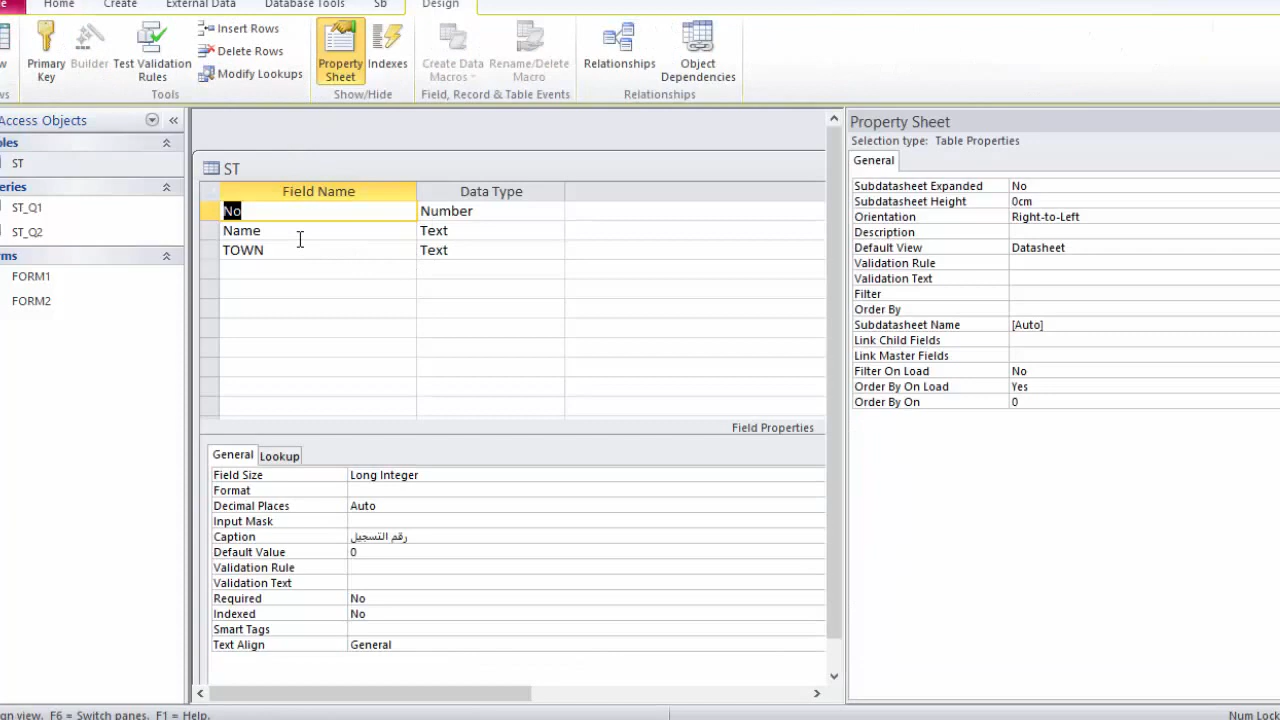 Home Create External Data Database Tools Sb Design
Insert Rows
Delete Rows
Modify Lookups
Primary Key
Builder
Test Validation Rules
Property Sheet
Indexes
Create Data Macros
Rename/Delete Macro
Relationships
Object Dependencies
Tools Show/Hide Field, Record & Table Events Relationships
Access Objects
ST
ST_Q1
ST_Q2
FORM1
FORM2
ST
Field Name Data Type
No Number
Name Text
TOWN Text
Field Properties
General Lookup
Field Size Long Integer
Format
Decimal Places Auto
Input Mask
Caption رقم التسجيل
Default Value 0
Validation Rule
Validation Text
Required No
Indexed No
Smart Tags
Text Align General
Property Sheet
Selection type: Table Properties
General
Subdatasheet Expanded No
Subdatasheet Height 0cm
Orientation Right-to-Left
Description
Default View Datasheet
Validation Rule
Validation Text
Filter
Order By
Subdatasheet Name [Auto]
Link Child Fields
Link Master Fields
Filter On Load No
Order By On Load Yes
Order By On 0
view. F6 = Switch panes. F1 = Help.
Num Lock